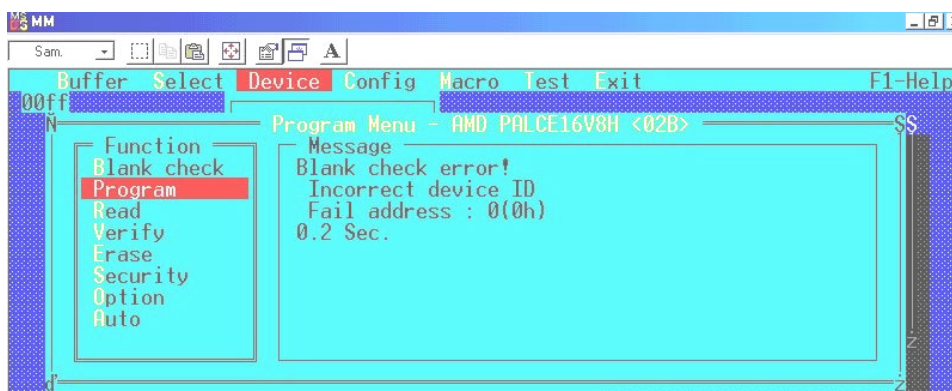 MM
Sam.
A
Buffer Select Device Config Macro Test Exit F1-Help
00ff
Program Menu - AMD PALCE16V8H <02B>
Function
Blank check
Program
Read
Verify
Erase
Security
Option
Auto
Message
Blank check error!
Incorrect device ID
Fail address : 0(0h)
0.2 Sec.